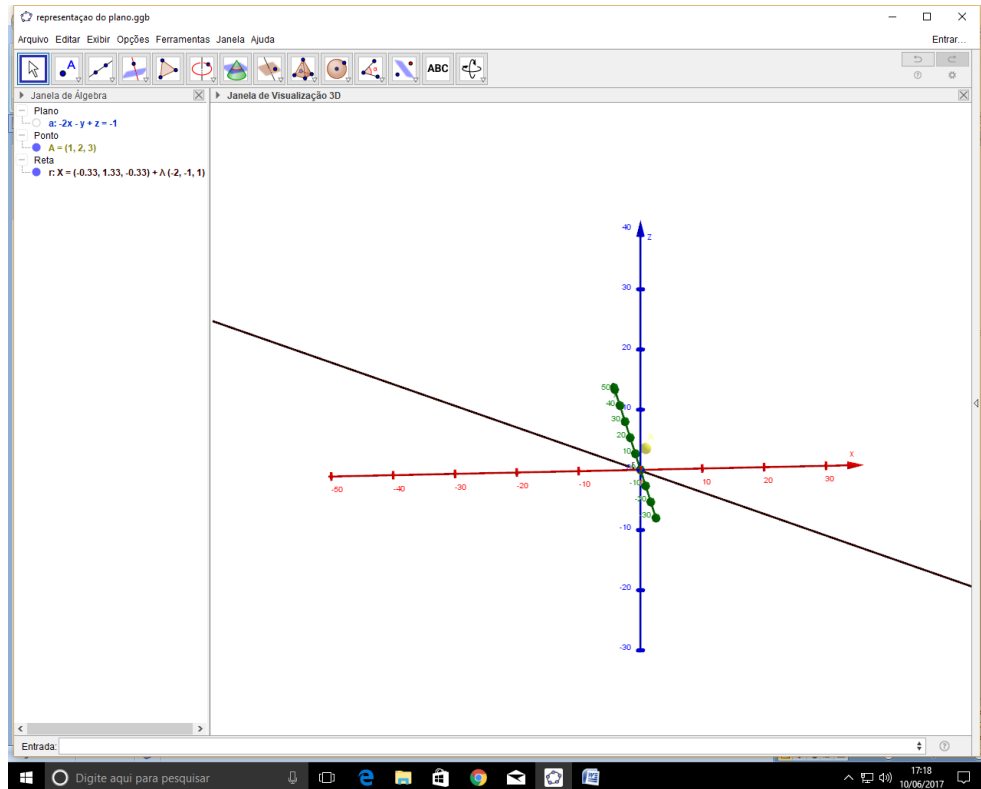 representaçao do plano.ggb
Arquivo Editar Exibir Opções Ferramentas Janela Ajuda
Entrar...
A
ABC
Janela de Álgebra
Janela de Visualização 3D
Plano
a: -2x - y + z = -1
Ponto
A = (1, 2, 3)
Reta
r: X = (-0.33, 1.33, -0.33) + λ (-2, -1, 1)
40
z
30
20
50
40
10
30
20
10
x
-50
-40
-30
-20
-10
-10
10
20
30
-20
-30
-10
-20
-30
Entrada:
Digite aqui para pesquisar
17:18
10/06/2017